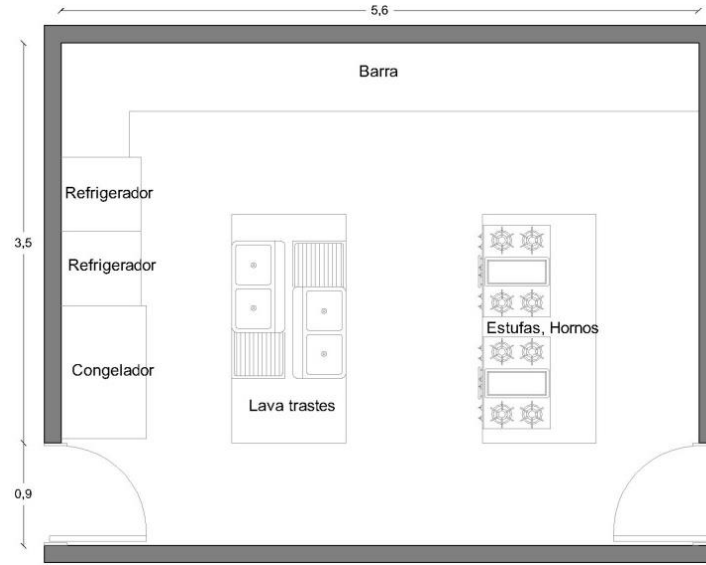 5,6
Barra
Refrigerador
3,5
Refrigerador
Estufas, Hornos
Congelador
Lava trastes
0,9